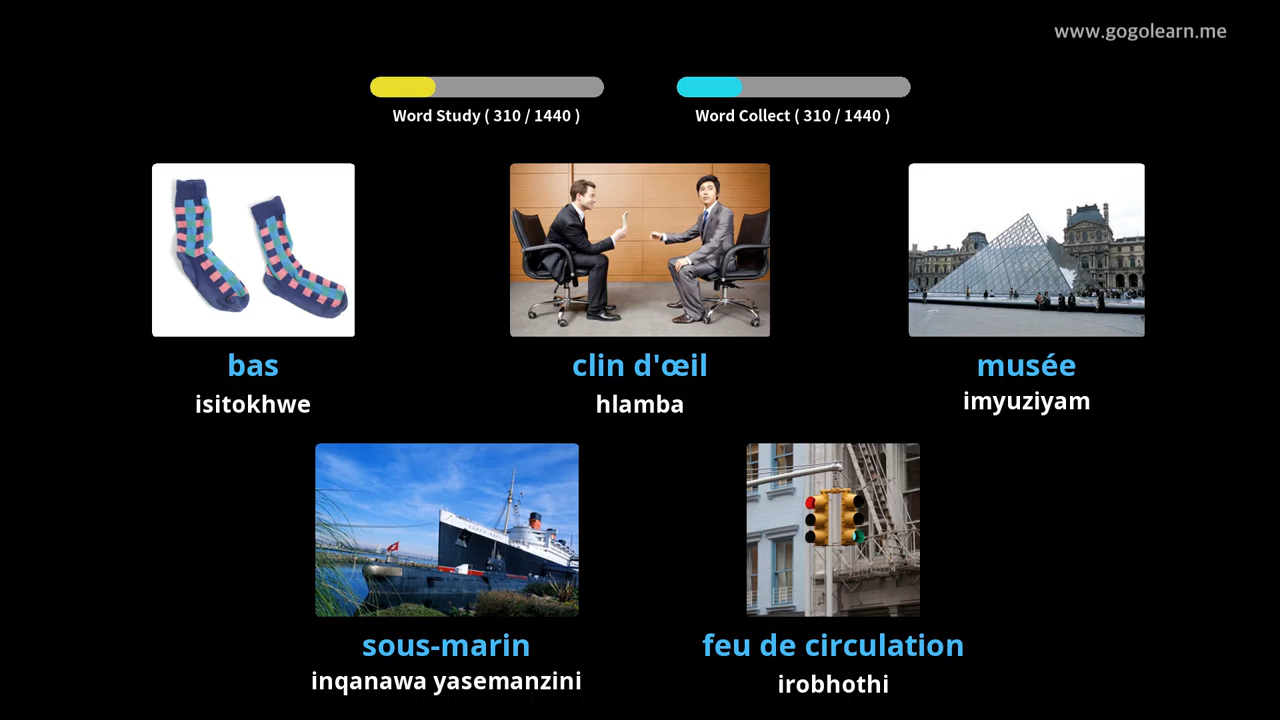 www.gogolearn.me
Word Study ( 310 / 1440 )
Word Collect ( 310 / 1440 )
bas
isitokhwe
clin d'œil
hlamba
musée
imyuziyam
sous-marin
inqanawa yasemanzini
feu de circulation
irobhothi